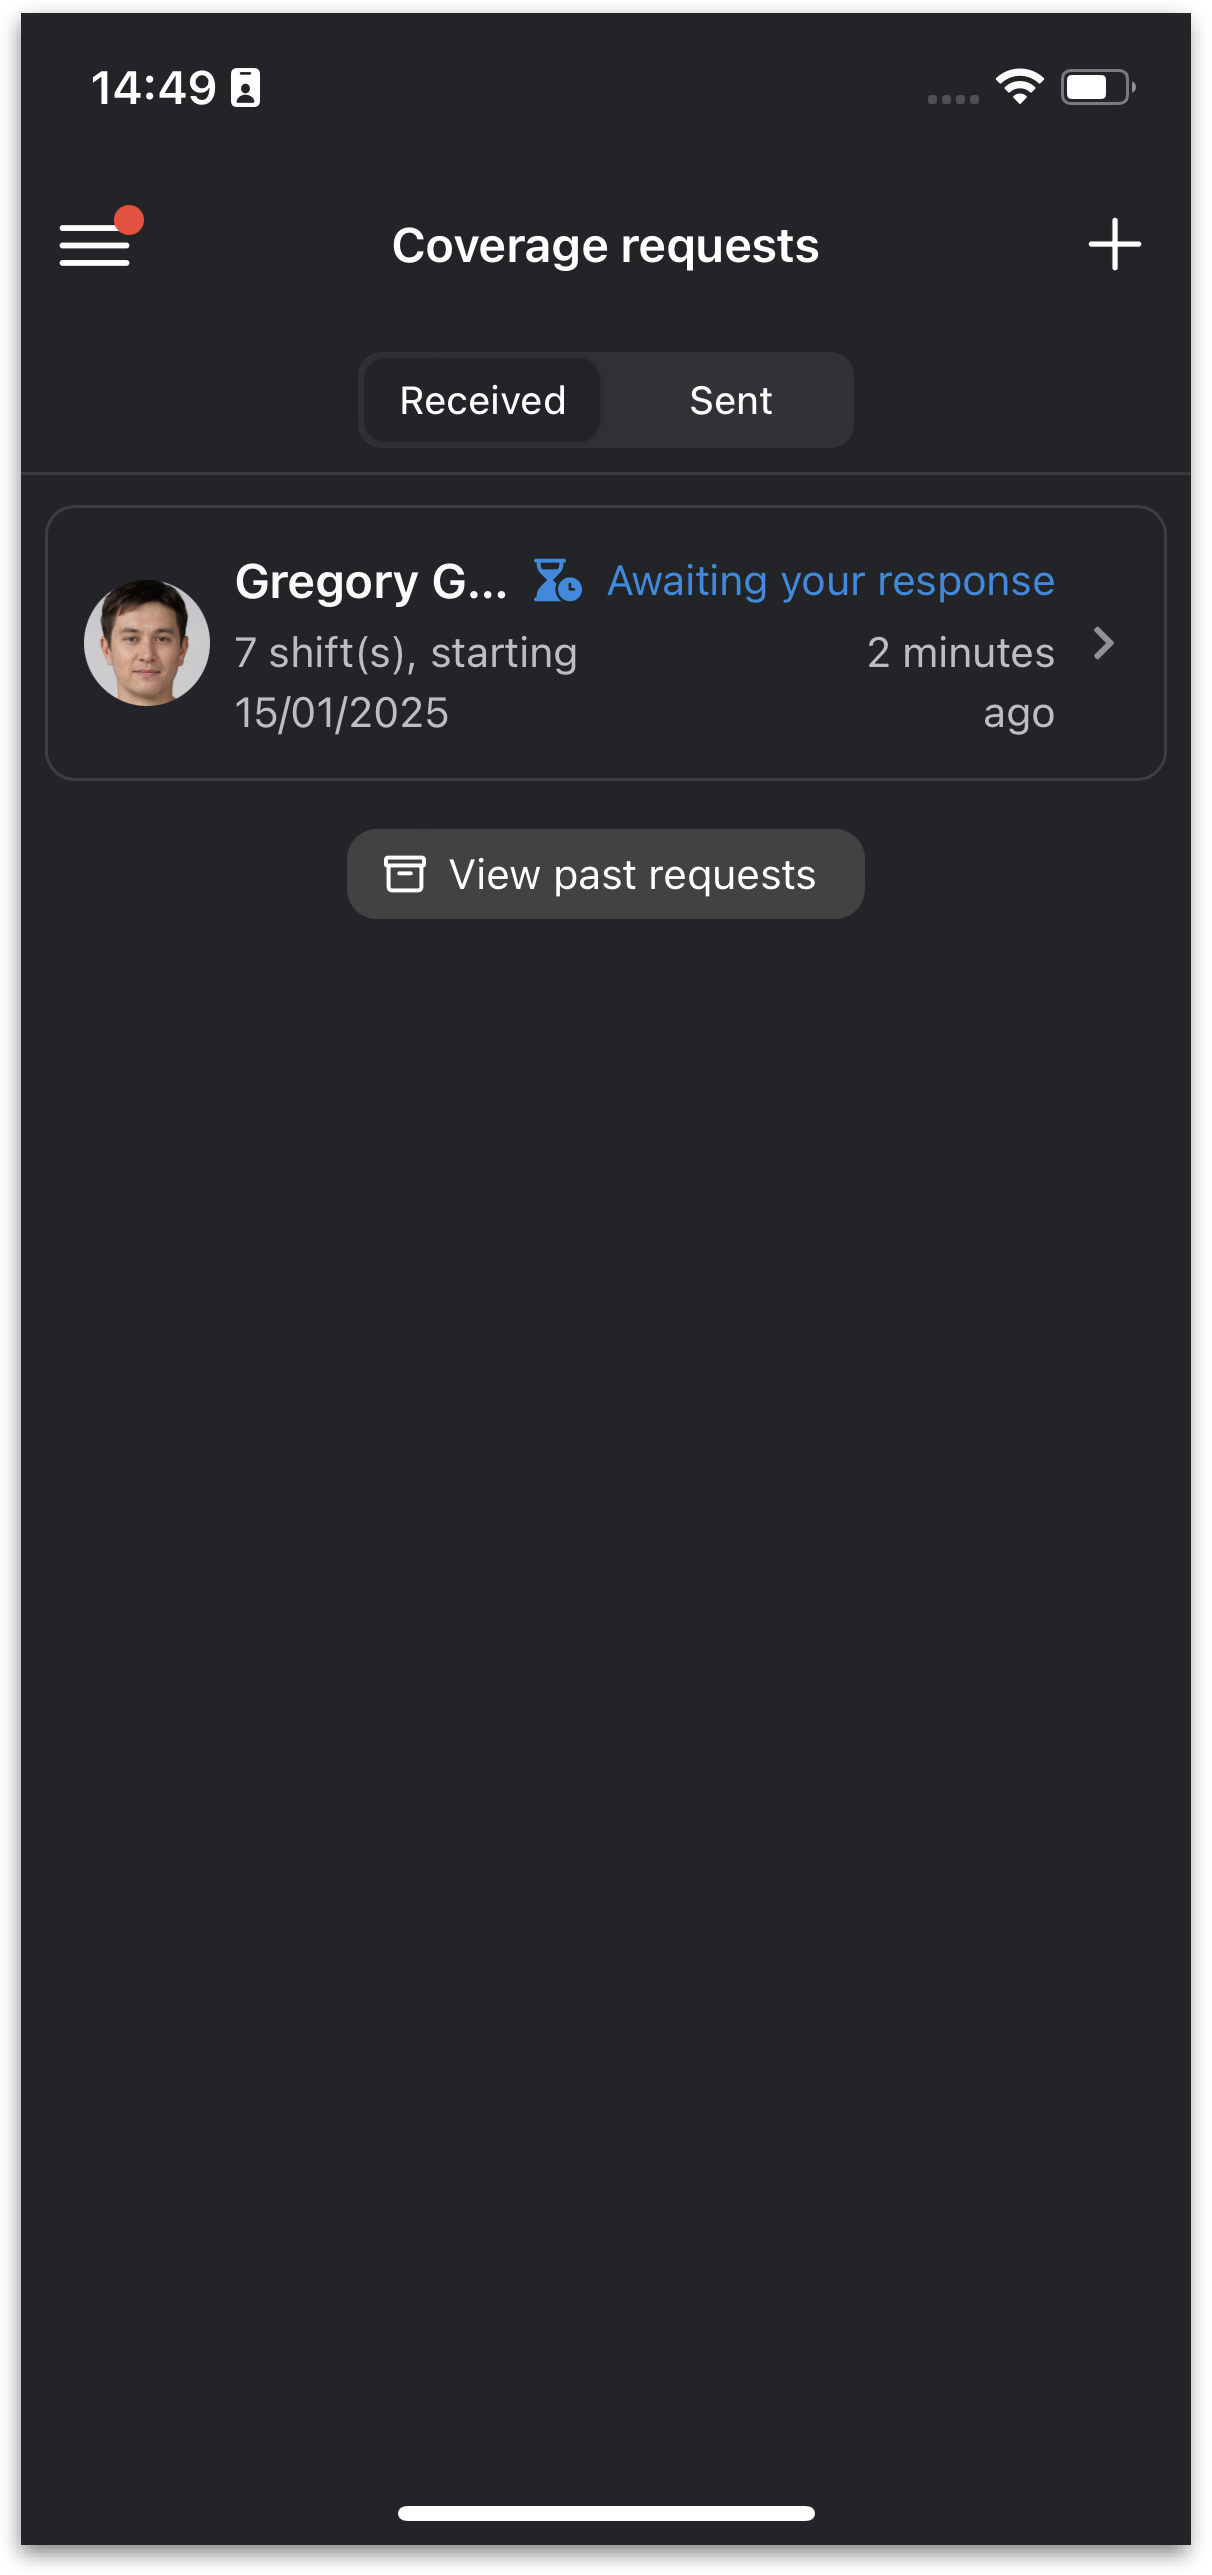 14:49
Coverage requests
Received Sent
Gregory G... Awaiting your response
7 shift(s), starting 2 minutes
15/01/2025 ago
View past requests